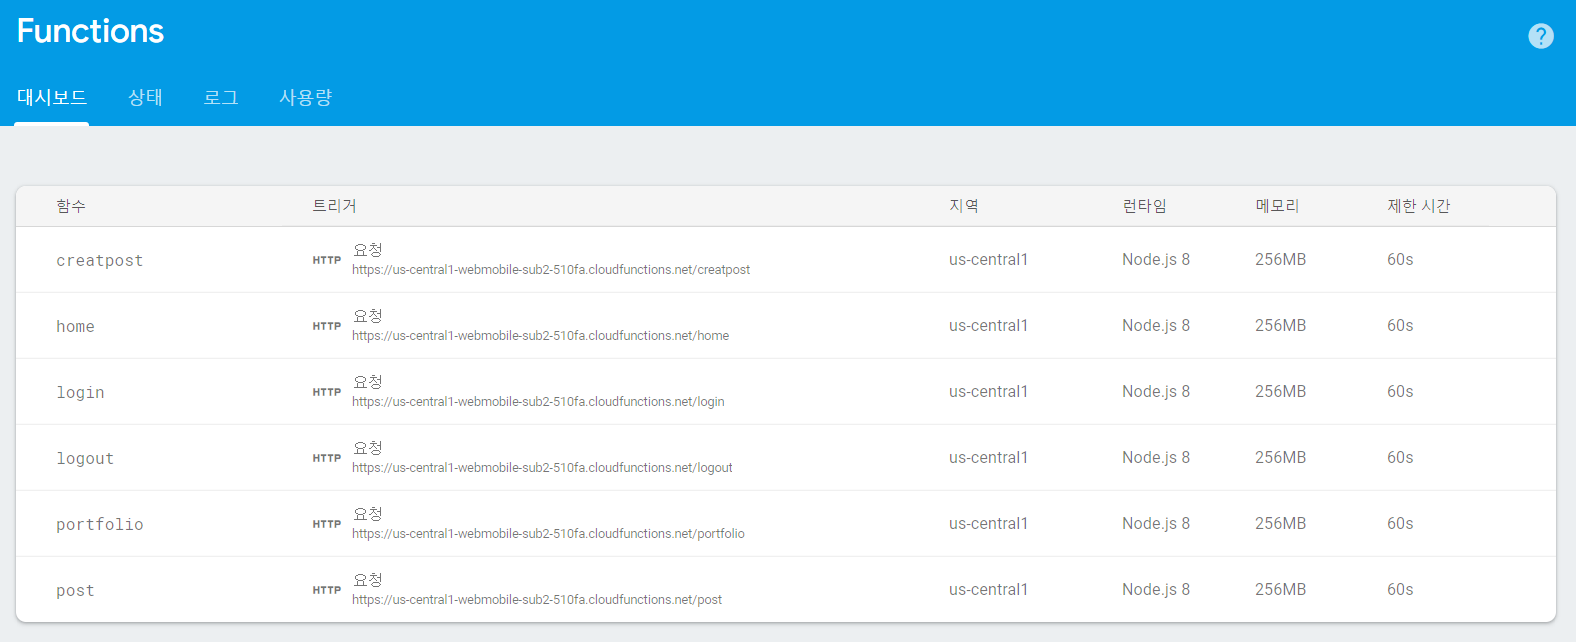 Functions
?
대시보드 상태 로그 사용량
함수 트리거 지역 런타임 메모리 제한 시간
요청
creatpost HTTP us-central1 Node.js 8 256MB 60s
https://us-central1-webmobile-sub2-510fa.cloudfunctions.net/creatpost
요청
home HTTP us-central1 Node.js 8 256MB 60s
https://us-central1-webmobile-sub2-510fa.cloudfunctions.net/home
요청
login HTTP us-central1 Node.js 8 256MB 60s
https://us-central1-webmobile-sub2-510fa.cloudfunctions.net/login
요청
logout HTTP us-central1 Node.js 8 256MB 60s
https://us-central1-webmobile-sub2-510fa.cloudfunctions.net/logout
요청
portfolio HTTP us-central1 Node.js 8 256MB 60s
https://us-central1-webmobile-sub2-510fa.cloudfunctions.net/portfolio
요청
post HTTP us-central1 Node.js 8 256MB 60s
https://us-central1-webmobile-sub2-510fa.cloudfunctions.net/post